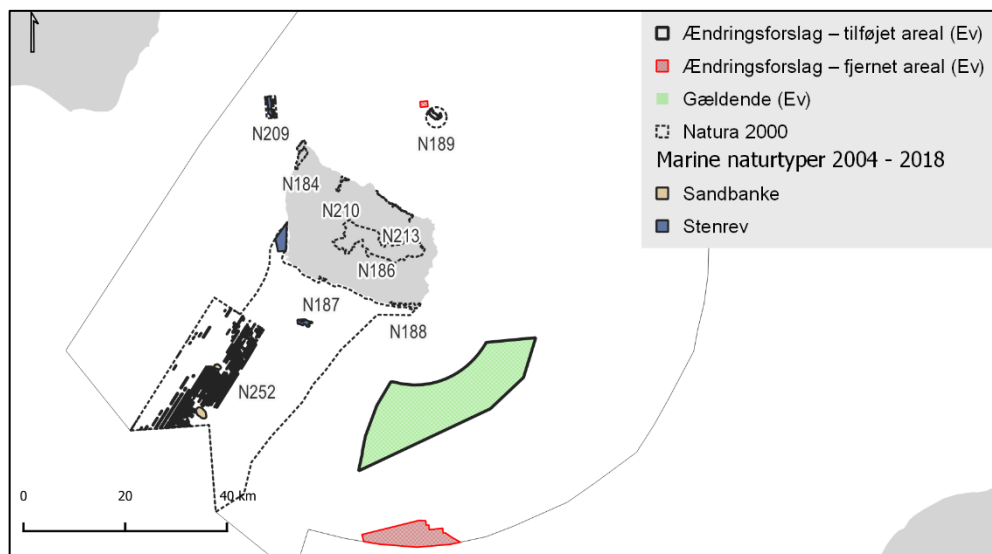 Ændringsforslag – tilføjet areal (Ev)
Ændringsforslag – fjernet areal (Ev)
Gældende (Ev)
Natura 2000
Marine naturtyper 2004 - 2018
Sandbanke
Stenrev
N209
N189
N184
N210
N213
N186
N187
N188
N252
0 20 40 km